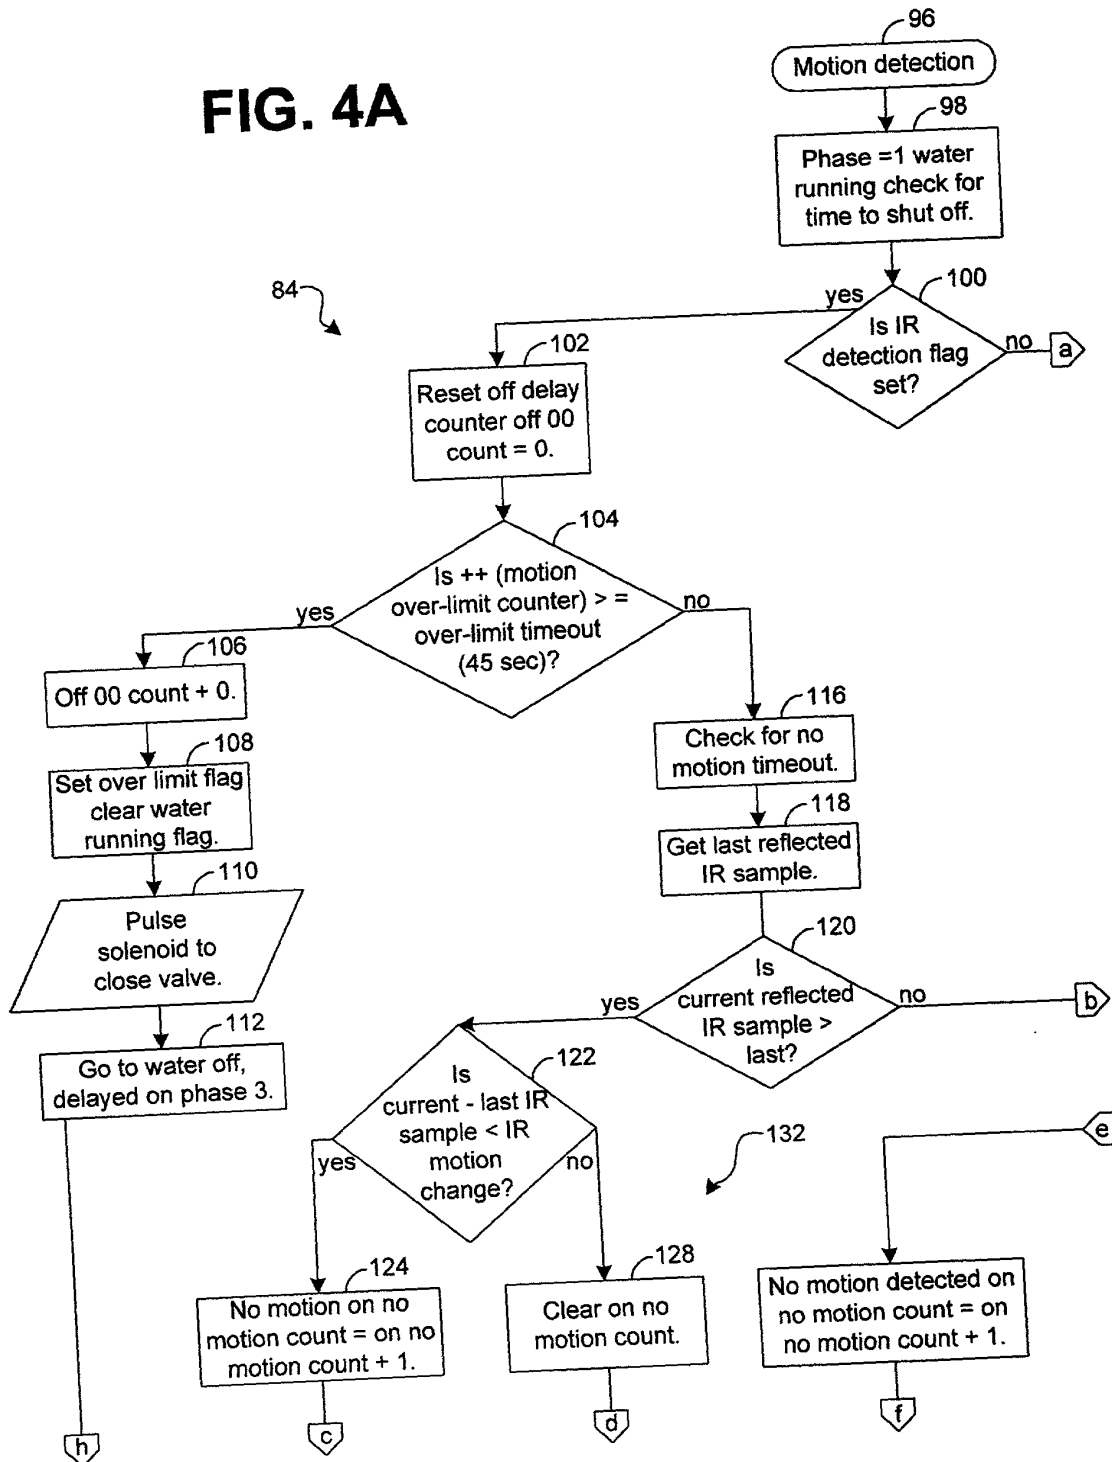 FIG. 4A
96
Motion detection
98
Phase =1 water
running check for
time to shut off.
84
100
yes
Is IR
detection flag
set?
no
a
102
Reset off delay
counter off 00
count = 0.
104
Is ++ (motion
over-limit counter) > =
over-limit timeout
(45 sec)?
yes
no
106
Off 00 count + 0.
108
Set over limit flag
clear water
running flag.
110
Pulse
solenoid to
close valve.
112
Go to water off,
delayed on phase 3.
116
Check for no
motion timeout.
118
Get last reflected
IR sample.
120
Is
current reflected
IR sample >
last?
yes
no
b
122
Is
current - last IR
sample < IR
motion
change?
yes
no
132
e
124
No motion on no
motion count = on no
motion count + 1.
128
Clear on no
motion count.
No motion detected on
no motion count = on
no motion count + 1.
h
c
d
f